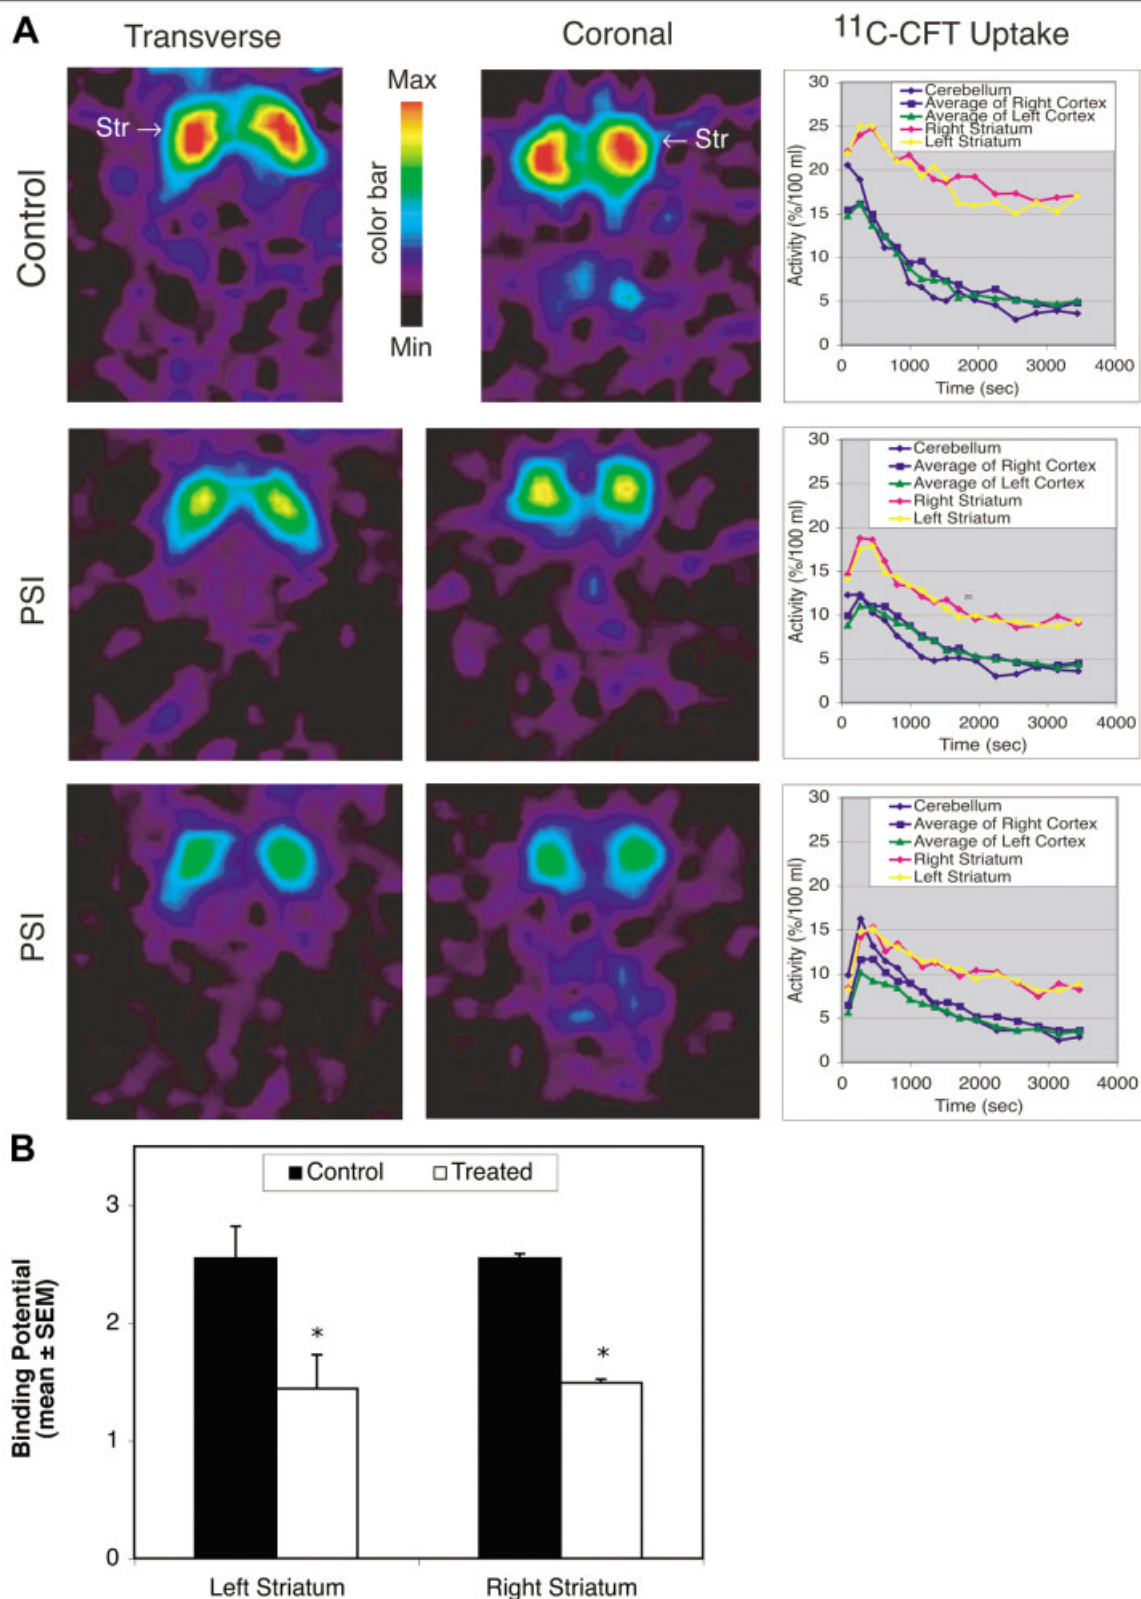 A
Transverse
Coronal
11C-CFT Uptake
Control
Str →
Max
color bar
Min
← Str
Activity (%/100 ml)
30
25
20
15
10
5
0
Cerebellum
Average of Right Cortex
Average of Left Cortex
Right Striatum
Left Striatum
0 1000 2000 3000 4000
Time (sec)
PSI
Activity (%/100 ml)
30
25
20
15
10
5
0
Cerebellum
Average of Right Cortex
Average of Left Cortex
Right Striatum
Left Striatum
20
0 1000 2000 3000 4000
Time (sec)
PSI
Activity (%/100 ml)
30
25
20
15
10
5
0
Cerebellum
Average of Right Cortex
Average of Left Cortex
Right Striatum
Left Striatum
0 1000 2000 3000 4000
Time (sec)
B
Binding Potential
(mean ± SEM)
Control Treated
3
2
1
0
*
*
Left Striatum Right Striatum